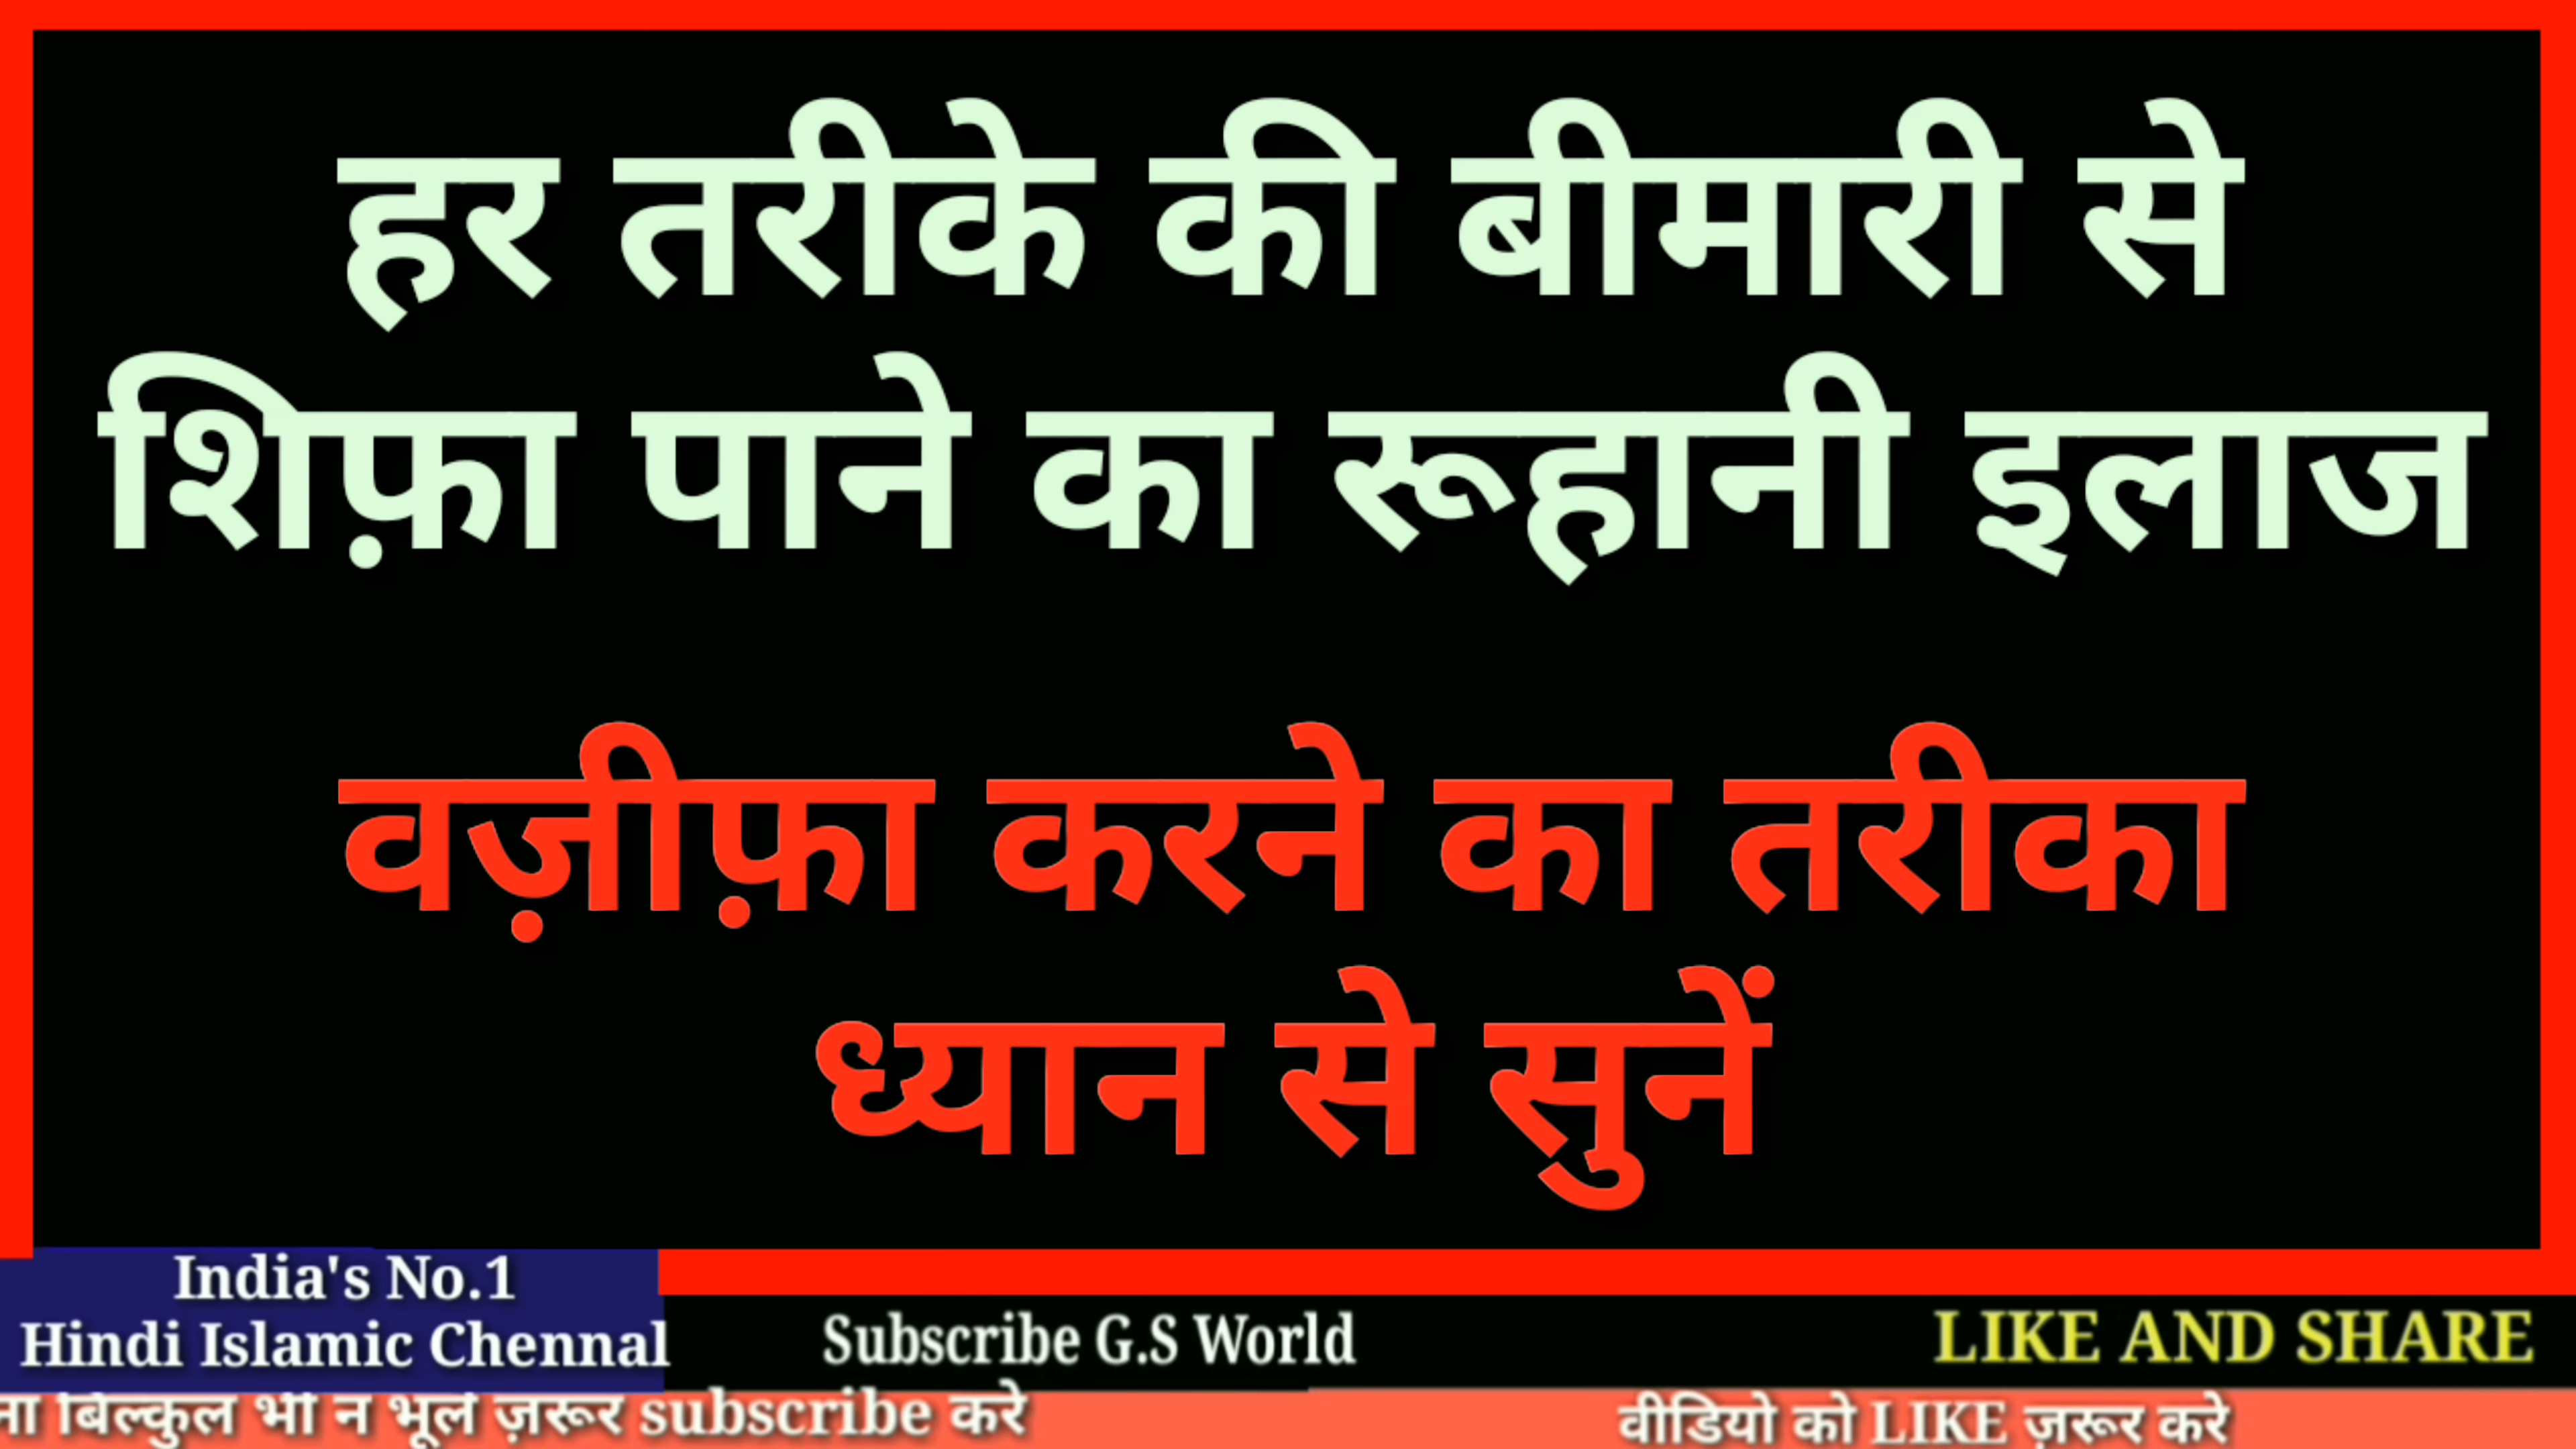 हर तरीके की बीमारी से
शिफ़ा पाने का रूहानी इलाज
वज़ीफ़ा करने का तरीका
ध्यान से सुनें
India's No.1
Hindi Islamic Chennal
Subscribe G.S World
LIKE AND SHARE
बिल्कुल भी न भूले ज़रूर subscribe करे
वीडियो को LIKE ज़रूर करे